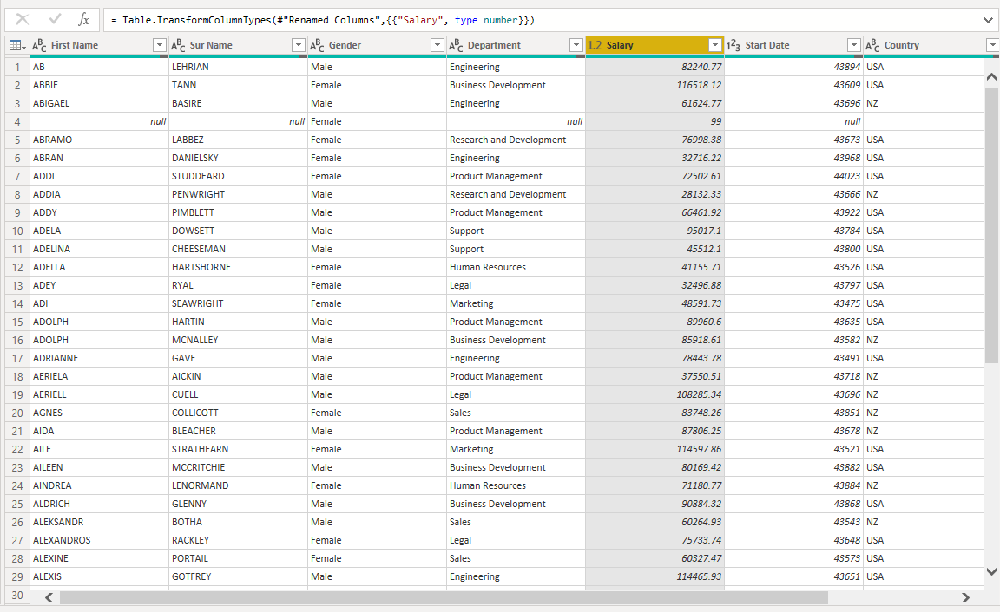 fx = Table.TransformColumnTypes(#"Renamed Columns",{{"Salary", type number}})
ABC First Name ABC Sur Name ABC Gender ABC Department 1.2 Salary 123 Start Date ABC Country
1 AB LEHRIAN Male Engineering 82240.77 43894 USA
2 ABBIE TANN Female Business Development 116518.12 43609 USA
3 ABIGAEL BASIRE Male Engineering 61624.77 43696 NZ
4 null null Female null 99 null
5 ABRAMO LABBEZ Female Research and Development 76998.38 43673 USA
6 ABRAN DANIELSKY Female Engineering 32716.22 43968 USA
7 ADDI STUDDEARD Female Product Management 72502.61 44023 USA
8 ADDIA PENWRIGHT Male Research and Development 28132.33 43666 NZ
9 ADDY PIMBLETT Male Product Management 66461.92 43922 USA
10 ADELA DOWSETT Male Support 95017.1 43784 USA
11 ADELINA CHEESEMAN Male Support 45512.1 43800 USA
12 ADELLA HARTSHORNE Female Human Resources 41155.71 43526 USA
13 ADEY RYAL Female Legal 32496.88 43797 USA
14 ADI SEAWRIGHT Female Marketing 48591.73 43475 USA
15 ADOLPH HARTIN Male Product Management 89960.6 43635 USA
16 ADOLPH MCNALLEY Male Business Development 85918.61 43582 NZ
17 ADRIANNE GAVE Male Engineering 78443.78 43491 USA
18 AERIELA AICKIN Male Product Management 37550.51 43718 NZ
19 AERIELL CUELL Male Legal 108285.34 43696 NZ
20 AGNES COLLICOTT Female Sales 83748.26 43851 NZ
21 AIDA BLEACHER Male Product Management 87806.25 43678 NZ
22 AILE STRATHEARN Female Marketing 114597.86 43521 USA
23 AILEEN MCCRITCHIE Male Business Development 80169.42 43882 USA
24 AINDREA LENORMAND Female Human Resources 71180.77 43884 NZ
25 ALDRICH GLENNY Male Business Development 90884.32 43868 USA
26 ALEKSANDR BOTHA Male Sales 60264.93 43543 NZ
27 ALEXANDROS RACKLEY Female Legal 75733.74 43648 USA
28 ALEXINE PORTAIL Female Sales 60327.47 43573 USA
29 ALEXIS GOTFREY Male Engineering 114465.93 43651 USA
30